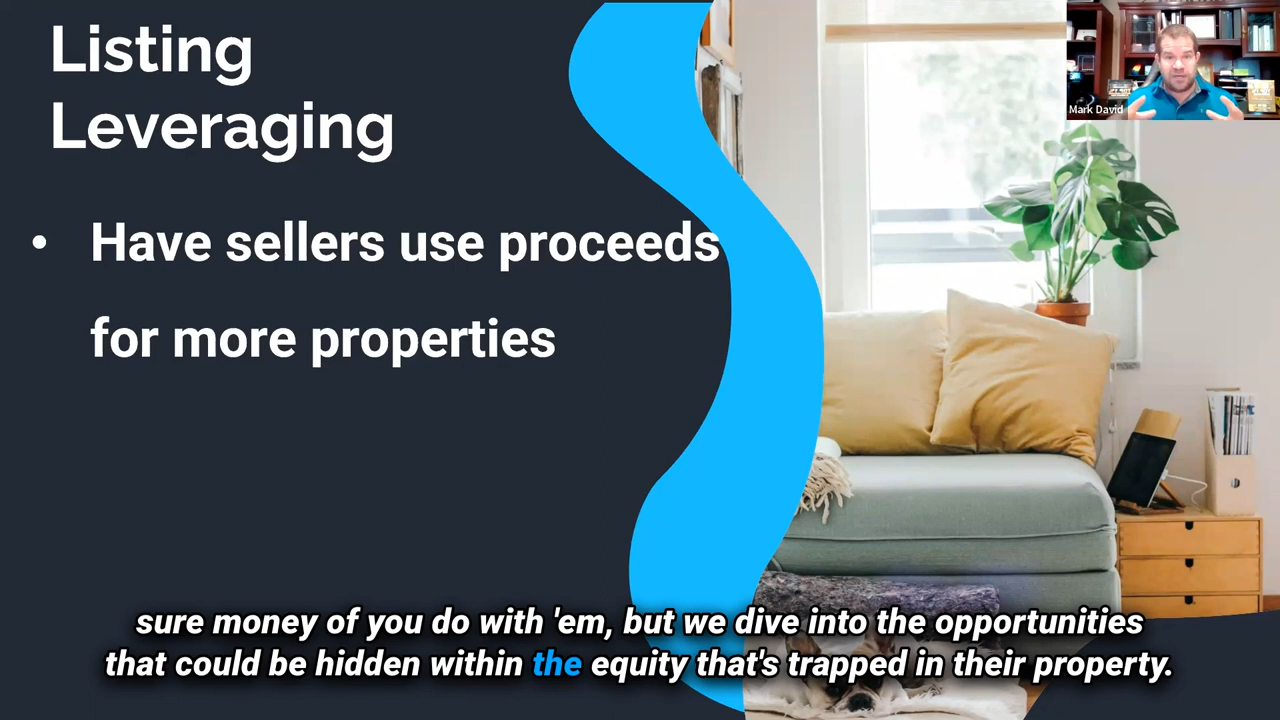 Listing
Leveraging
• Have sellers use proceeds
for more properties
Mark David
sure money of you do with 'em, but we dive into the opportunities
that could be hidden within the equity that's trapped in their property.